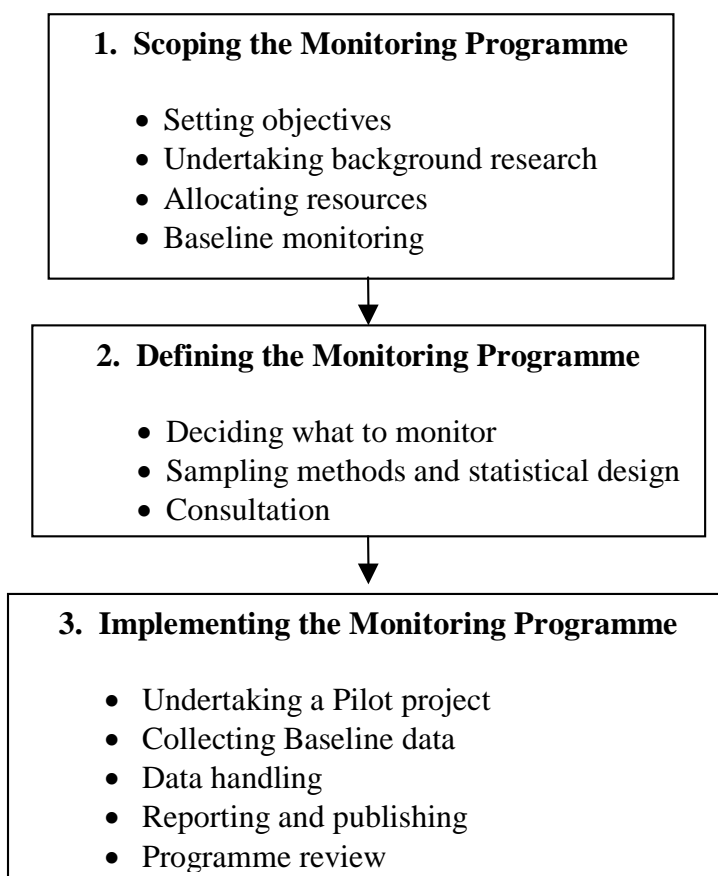 1. Scoping the Monitoring Programme
• Setting objectives
• Undertaking background research
• Allocating resources
• Baseline monitoring
2. Defining the Monitoring Programme
• Deciding what to monitor
• Sampling methods and statistical design
• Consultation
3. Implementing the Monitoring Programme
• Undertaking a Pilot project
• Collecting Baseline data
• Data handling
• Reporting and publishing
• Programme review